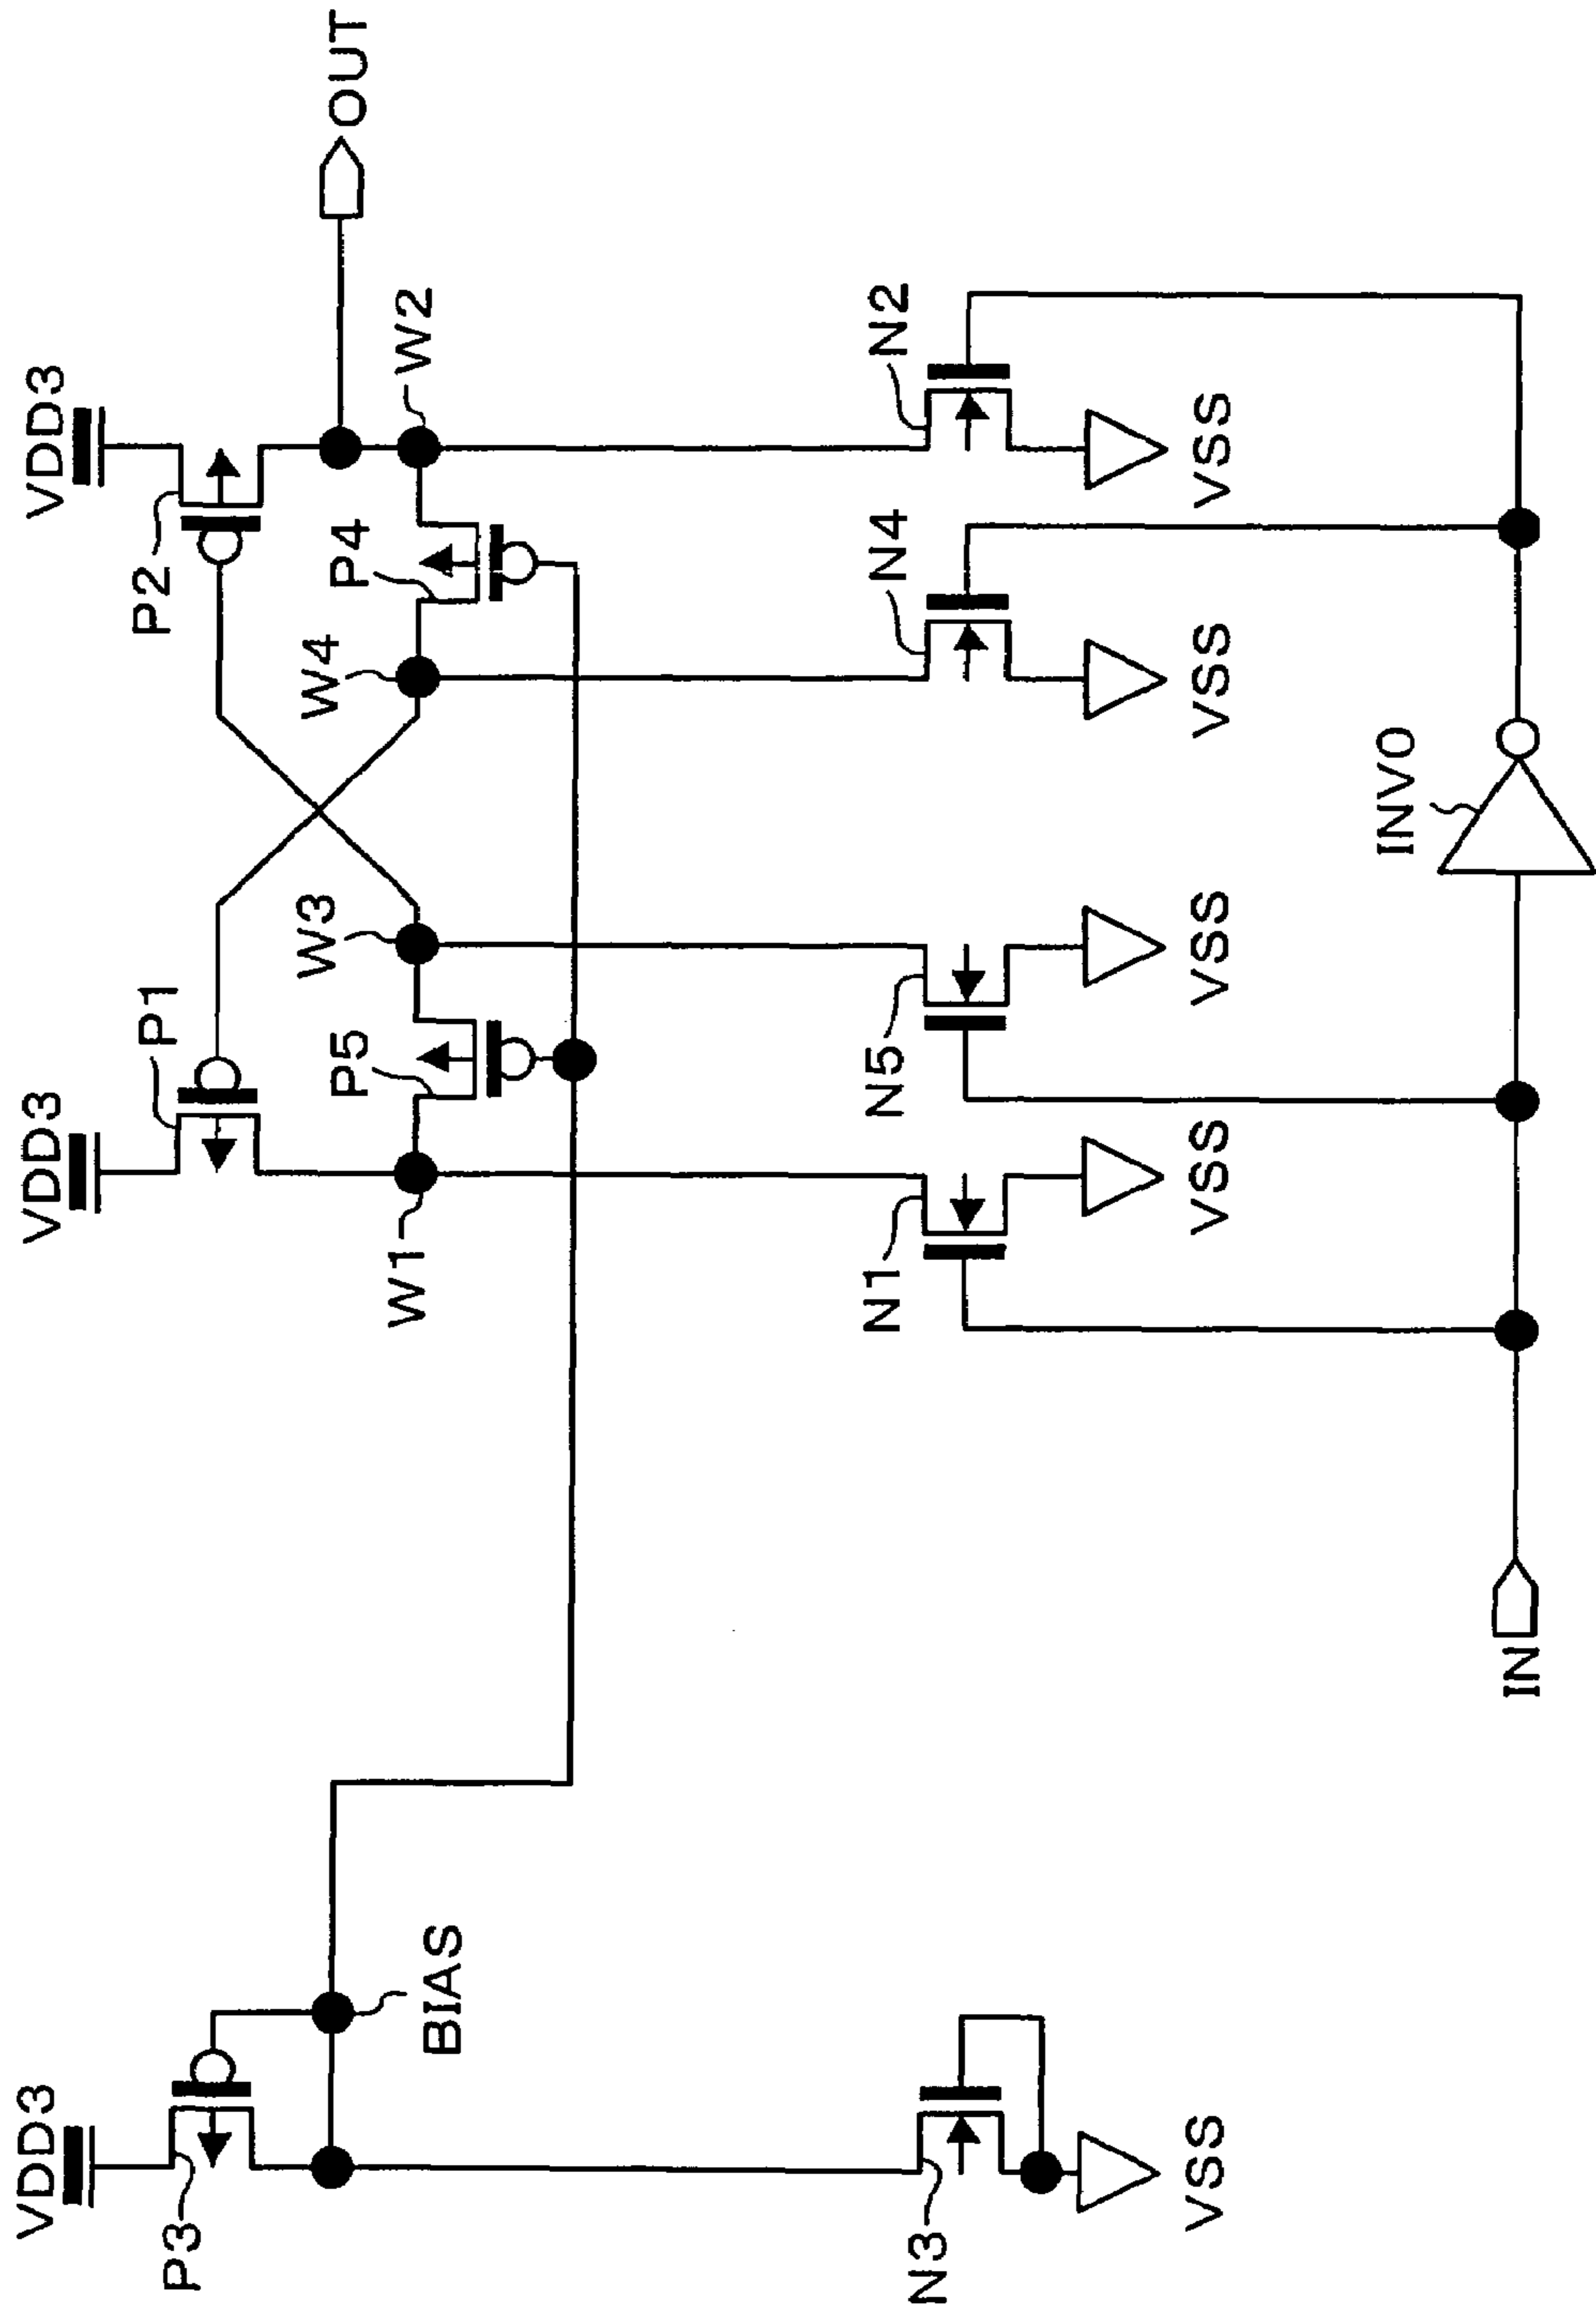 VDD3
VDD3
VDD3
P3
P1
P2
OUT
BIAS
W1
P5
W3
W4
P4
W2
N3
N1
N5
N4
N2
VSS
VSS
VSS
VSS
VSS
IN
INV0